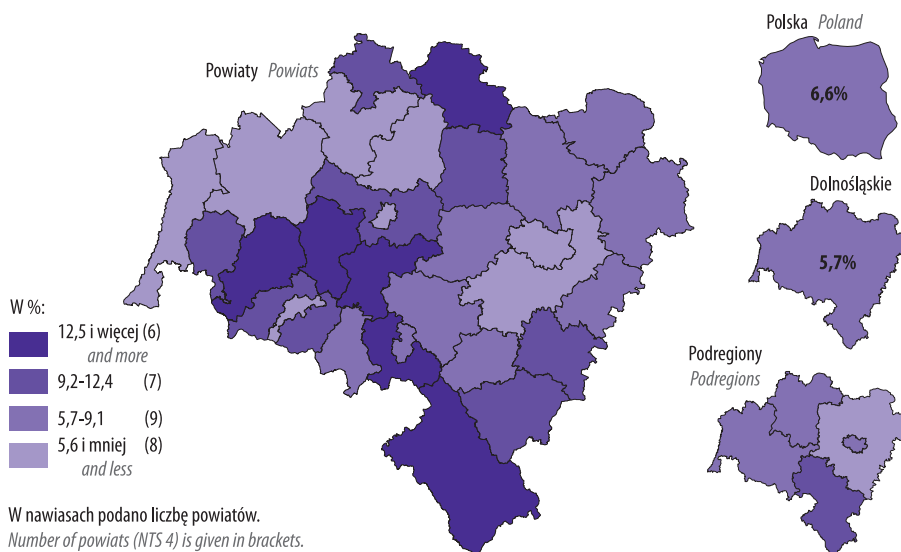 Polska Poland
Powiaty Powiats
6,6%
Dolnośląskie
5,7%
W %:
12,5 i więcej (6)
and more
9,2-12,4 (7)
5,7-9,1 (9)
5,6 i mniej (8)
and less
Podregiony
Podregions
W nawiasach podano liczbę powiatów.
Number of powiats (NTS 4) is given in brackets.